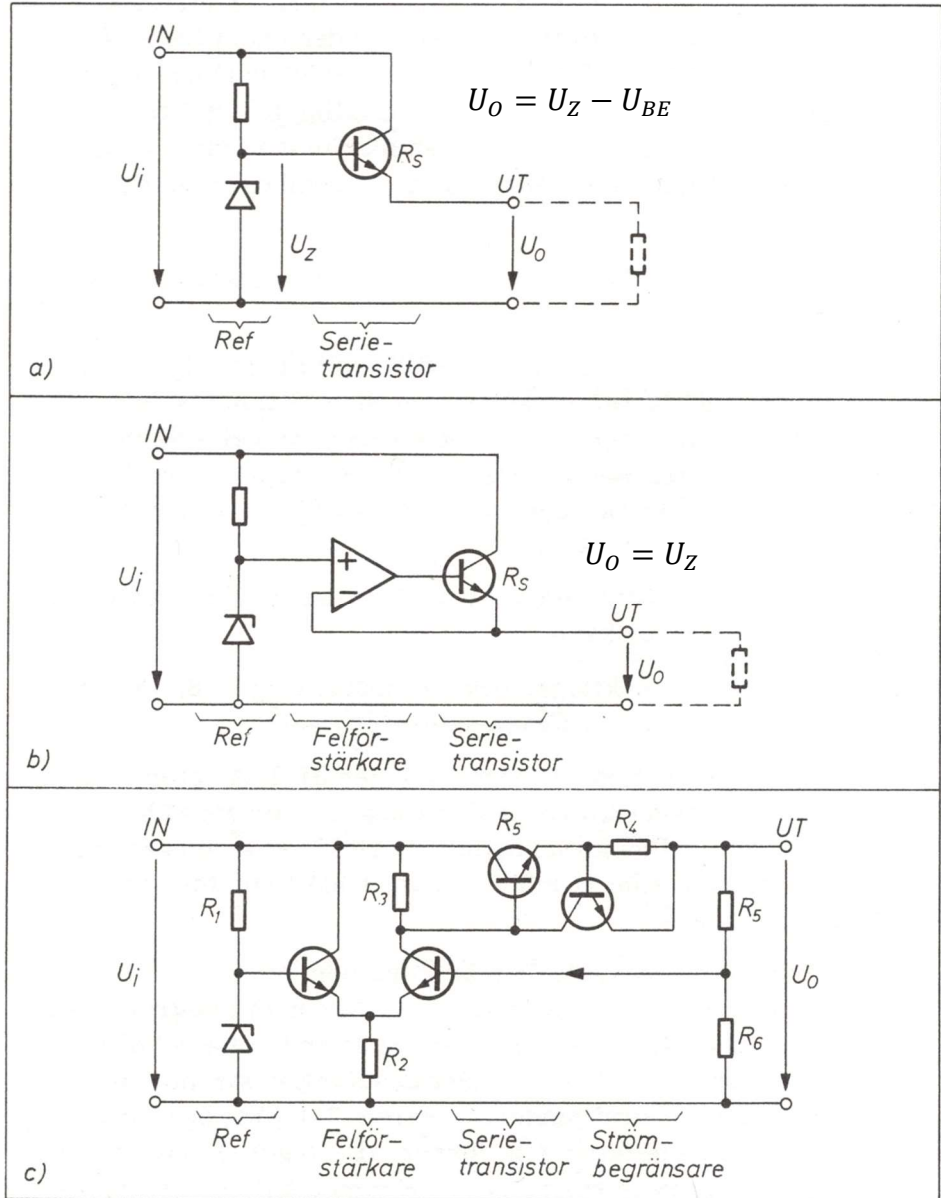 IN
U_O = U_Z − U_BE
R_S
U_i
UT
U_Z
U_O
Ref
Serie-
transistor
a)
IN
U_O = U_Z
R_S
U_i
UT
U_O
Ref
Felför-
stärkare
Serie-
transistor
b)
IN
R_5
R_4
UT
R_3
R_1
R_5
U_i
U_O
R_6
R_2
Ref
Felför-
stärkare
Serie-
transistor
Ström-
begränsare
c)